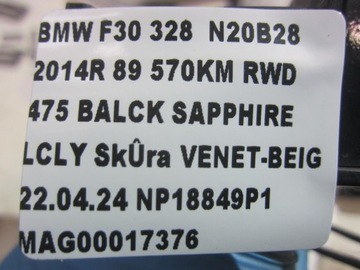 BMW F30 328 N20B28
2014R 89 570KM RWD
475 BALCK SAPPHIRE
LCLY SkÛra VENET-BEIG
22.04.24 NP18849P1
MAG00017376